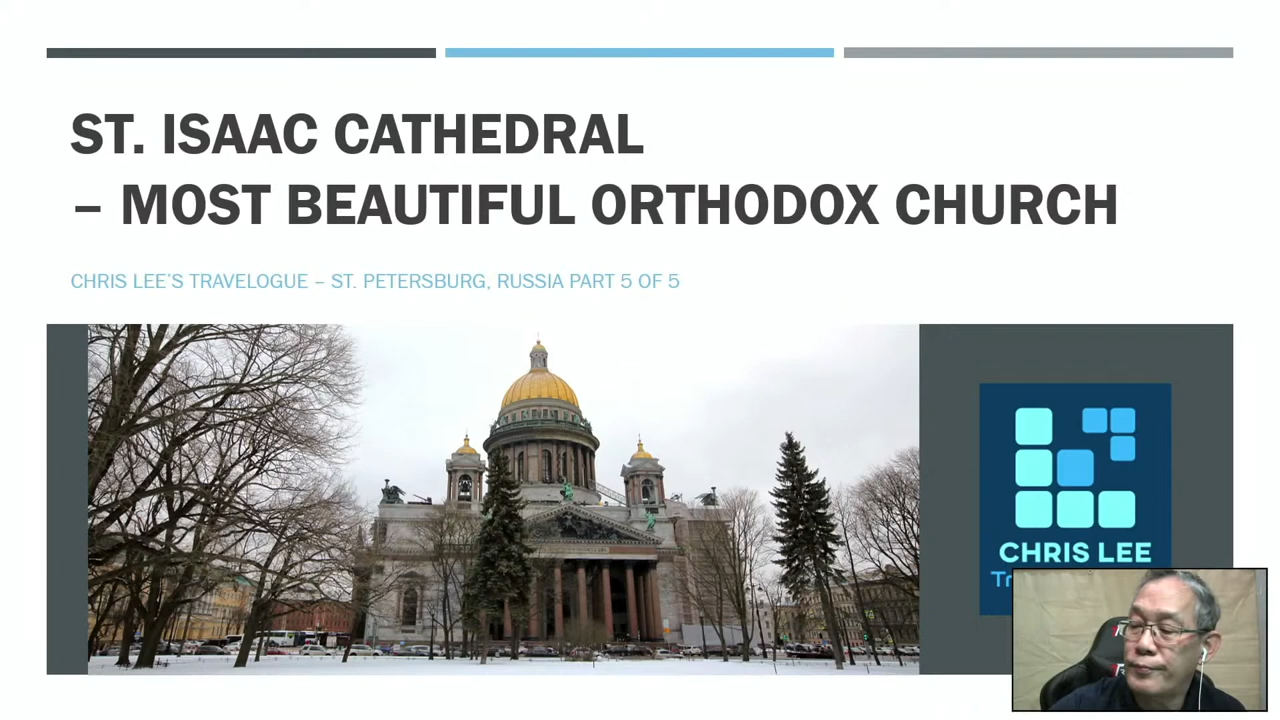 ST. ISAAC CATHEDRAL
– MOST BEAUTIFUL ORTHODOX CHURCH
CHRIS LEE’S TRAVELOGUE – ST. PETERSBURG, RUSSIA PART 5 OF 5
CHRIS LEE